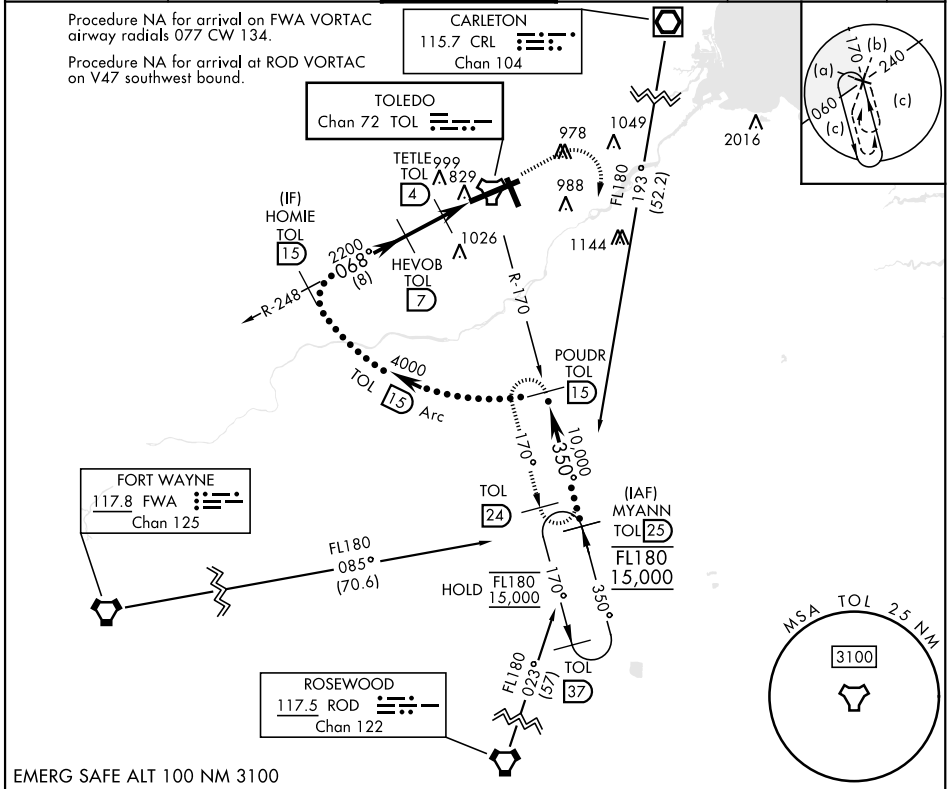 Procedure NA for arrival on FWA VORTAC
airway radials 077 CW 134.
Procedure NA for arrival at ROD VORTAC
on V47 southwest bound.
CARLETON
115.7 CRL
Chan 104
TOLEDO
Chan 72 TOL
170
(b)
240
(a)
060
(c)
(c)
2016
1049
978
988
1144
FL180
193°
(52.2)
TETLE
TOL
4
999
829
1026
(IF)
HOMIE
TOL
15
2200
068°
(8)
HEVOB
TOL
7
R-248
R-170
4000
TOL 15 Arc
POUDR
TOL
15
170°
10,000
350°
TOL
24
(IAF)
MYANN
TOL 25
FL180
15,000
FORT WAYNE
117.8 FWA
Chan 125
FL180
085°
(70.6)
HOLD FL180
15,000
170°
350°
TOL
37
FL180
023°
(57)
ROSEWOOD
117.5 ROD
Chan 122
MSA TOL 25 NM
3100
EMERG SAFE ALT 100 NM 3100